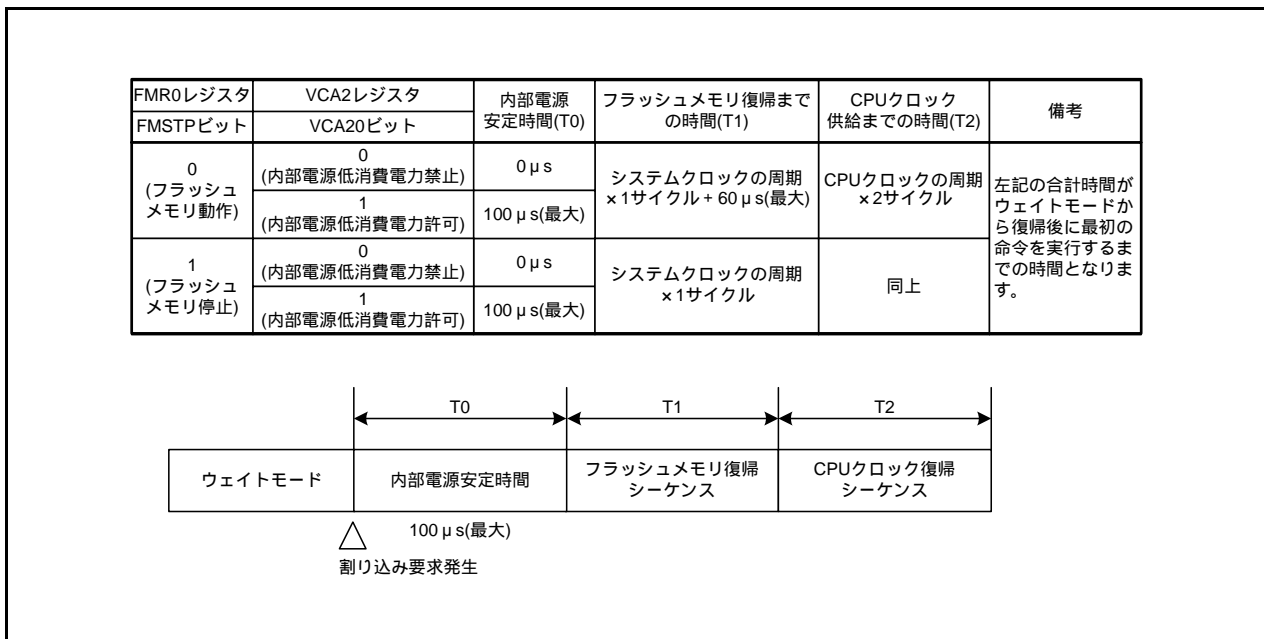 FMR0レジスタ
VCA2レジスタ
内部電源
安定時間(T0)
フラッシュメモリ復帰まで
の時間(T1)
CPUクロック
供給までの時間(T2)
備考
FMSTPビット
VCA20ビット
0
(フラッシュ
メモリ動作)
0
(内部電源低消費電力禁止)
0μs
システムクロックの周期
×1サイクル+60μs(最大)
CPUクロックの周期
×2サイクル
左記の合計時間が
ウェイトモードか
ら復帰後に最初の
命令を実行するま
での時間となりま
す。
1
(内部電源低消費電力許可)
100μs(最大)
1
(フラッシュ
メモリ停止)
0
(内部電源低消費電力禁止)
0μs
システムクロックの周期
×1サイクル
同上
1
(内部電源低消費電力許可)
100μs(最大)
T0
T1
T2
ウェイトモード
内部電源安定時間
フラッシュメモリ復帰
シーケンス
CPUクロック復帰
シーケンス
100μs(最大)
割り込み要求発生